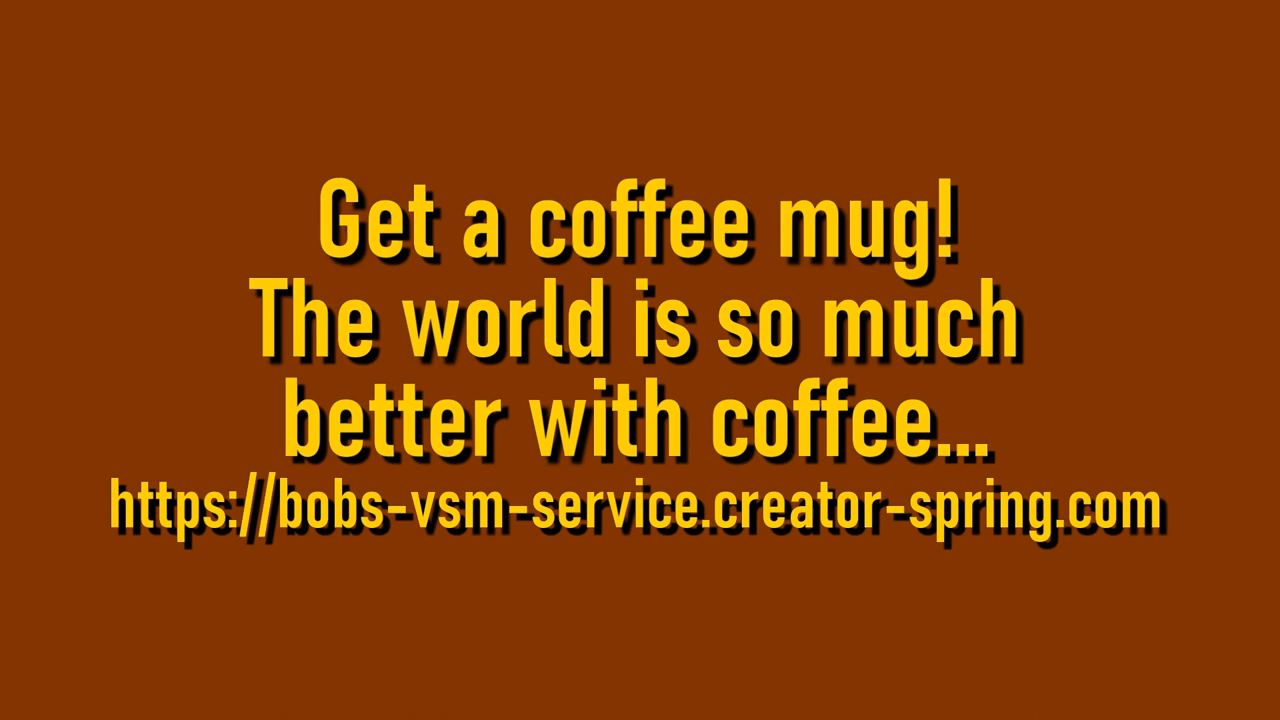 Get a coffee mug!
The world is so much
better with coffee...
https://bobs-vsm-service.creator-spring.com